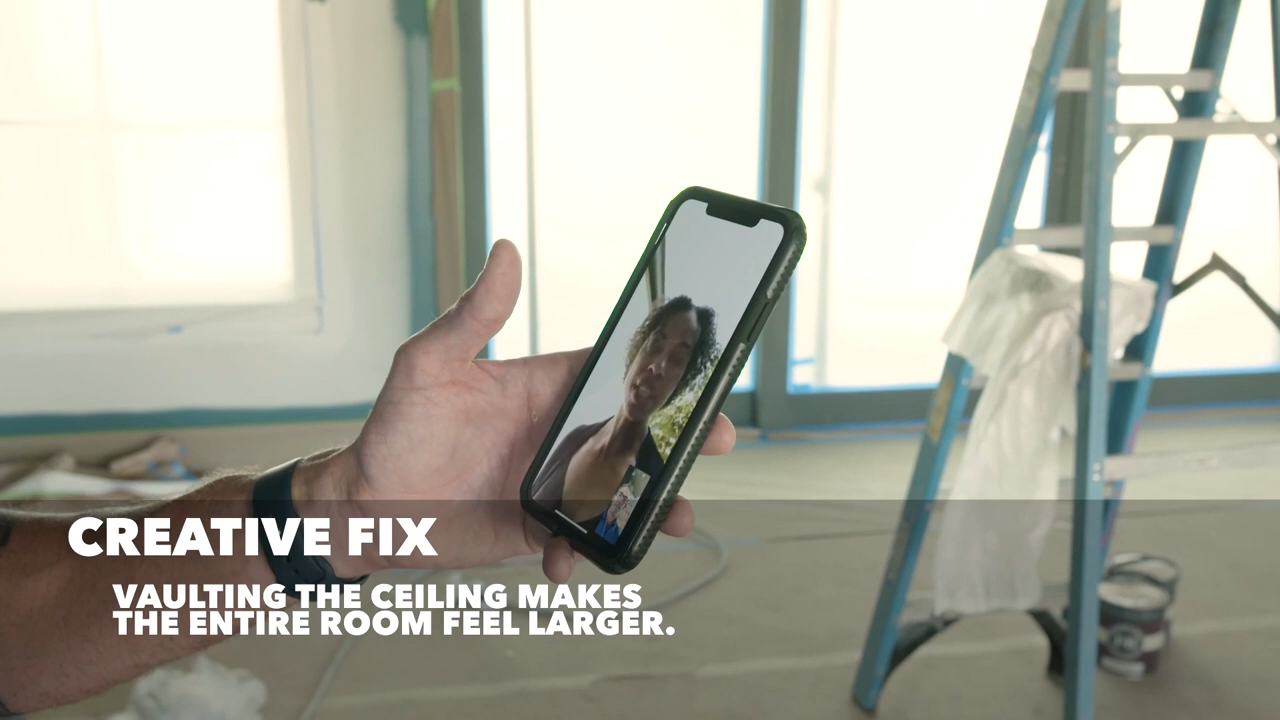 CREATIVE FIX
VAULTING THE CEILING MAKES
THE ENTIRE ROOM FEEL LARGER.